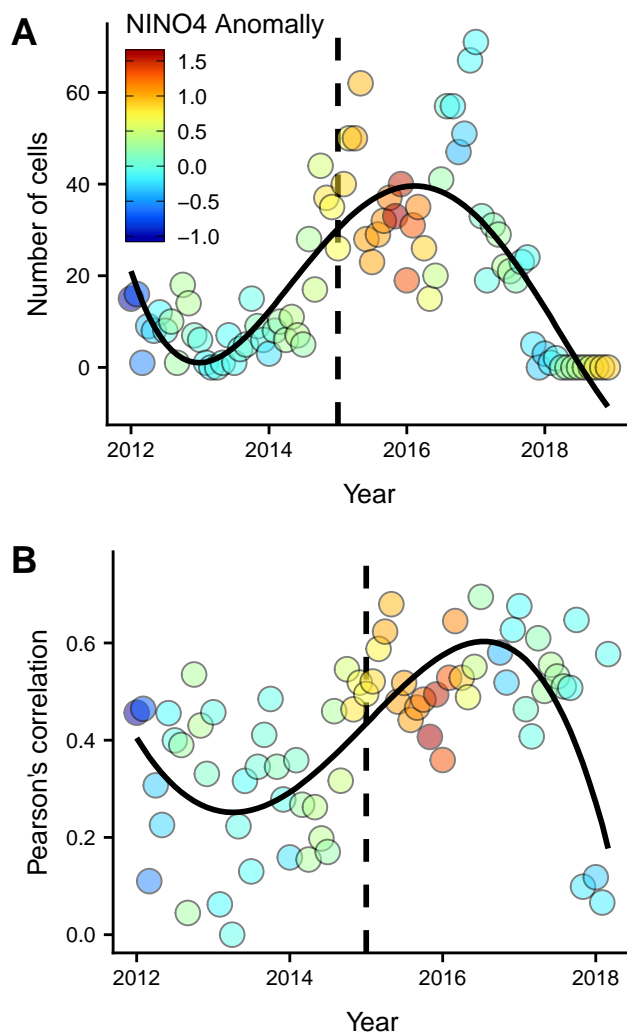 A
NINO4 Anomally
1.5
1.0
0.5
0.0
−0.5
−1.0
Number of cells
60
40
20
0
2012 2014 2016 2018
Year
B
Pearson's correlation
0.6
0.4
0.2
0.0
2012 2014 2016 2018
Year